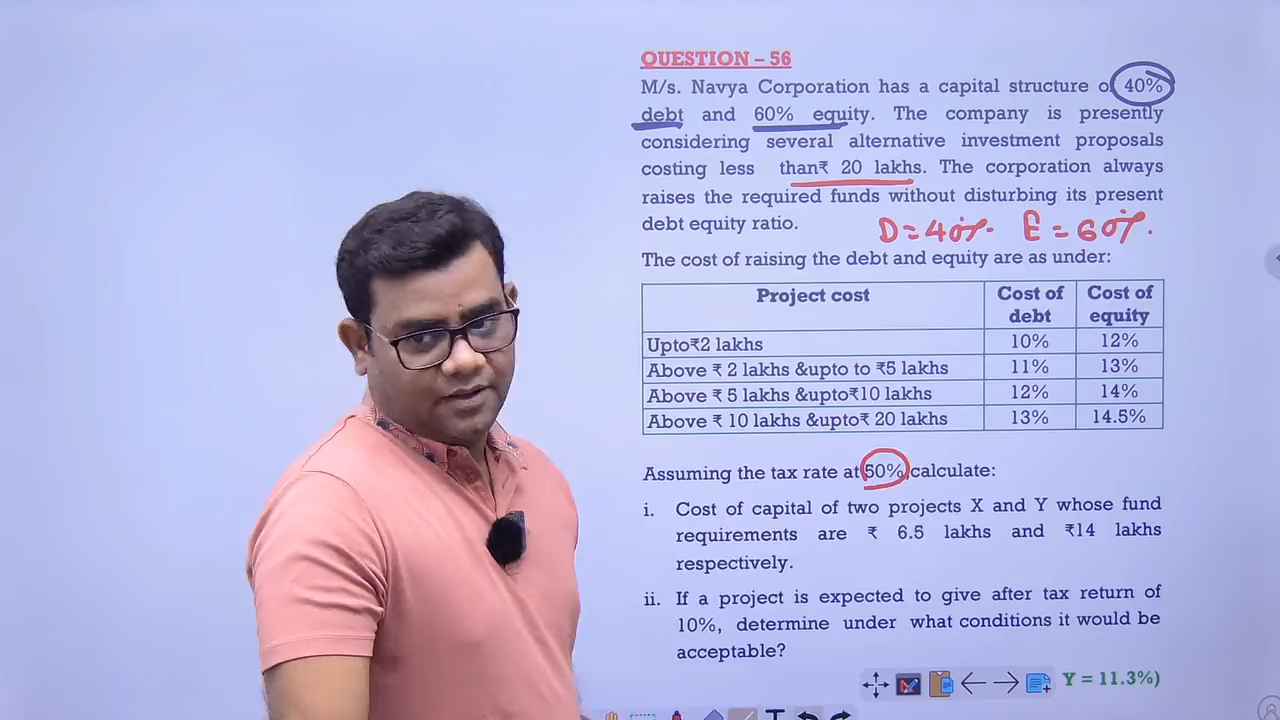 QUESTION – 56
M/s. Navya Corporation has a capital structure of 40%
debt and 60% equity. The company is presently
considering several alternative investment proposals
costing less than₹ 20 lakhs. The corporation always
raises the required funds without disturbing its present
debt equity ratio.
D = 40% E = 60%.
The cost of raising the debt and equity are as under:
Project cost Cost of debt Cost of equity
Upto₹2 lakhs 10% 12%
Above ₹ 2 lakhs &upto to ₹5 lakhs 11% 13%
Above ₹ 5 lakhs &upto₹10 lakhs 12% 14%
Above ₹ 10 lakhs &upto₹ 20 lakhs 13% 14.5%
Assuming the tax rate at 50% calculate:
i. Cost of capital of two projects X and Y whose fund
requirements are ₹ 6.5 lakhs and ₹14 lakhs
respectively.
ii. If a project is expected to give after tax return of
10%, determine under what conditions it would be
acceptable?
Y = 11.3%)